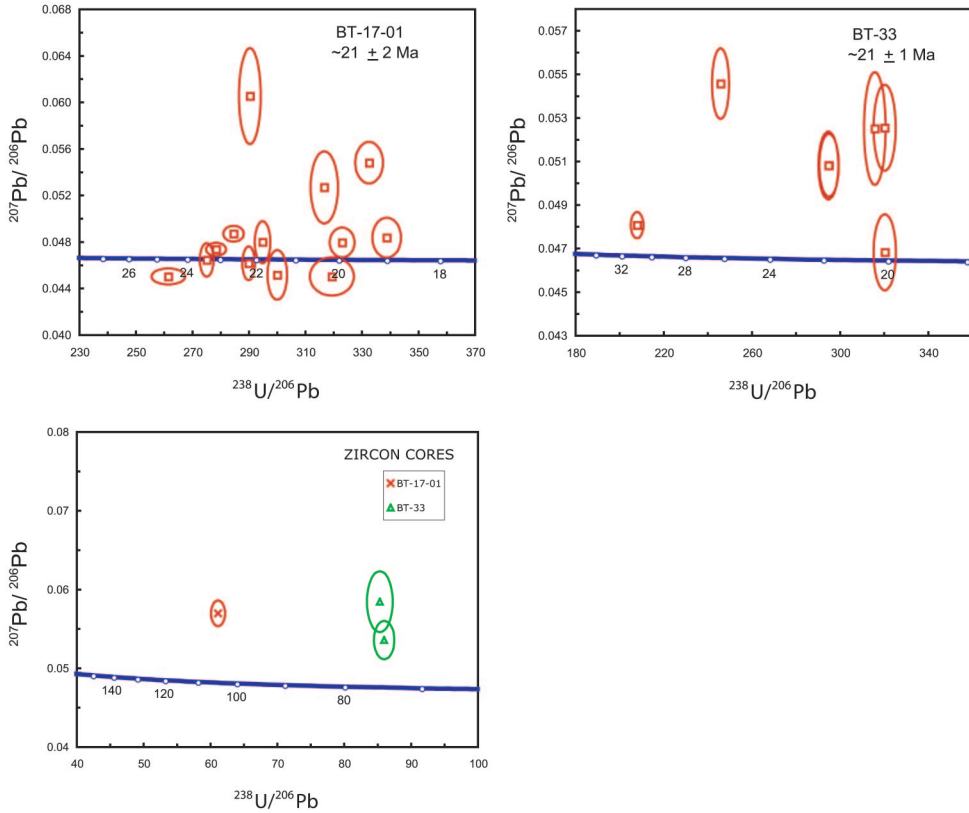 BT-17-01
~21 ± 2 Ma
0.068
0.064
0.060
0.056
0.052
0.048
0.044
0.040
207Pb/ 206Pb
26 24 22 20 18
230 250 270 290 310 330 350 370
238U/206Pb
BT-33
~21 ± 1 Ma
0.057
0.055
0.053
0.051
0.049
0.047
0.045
0.043
207Pb/ 206Pb
32 28 24 20
180 220 260 300 340
238U/206Pb
ZIRCON CORES
BT-17-01
BT-33
0.08
0.07
0.06
0.05
0.04
207Pb/ 206Pb
140 120 100 80
40 50 60 70 80 90 100
238U/206Pb